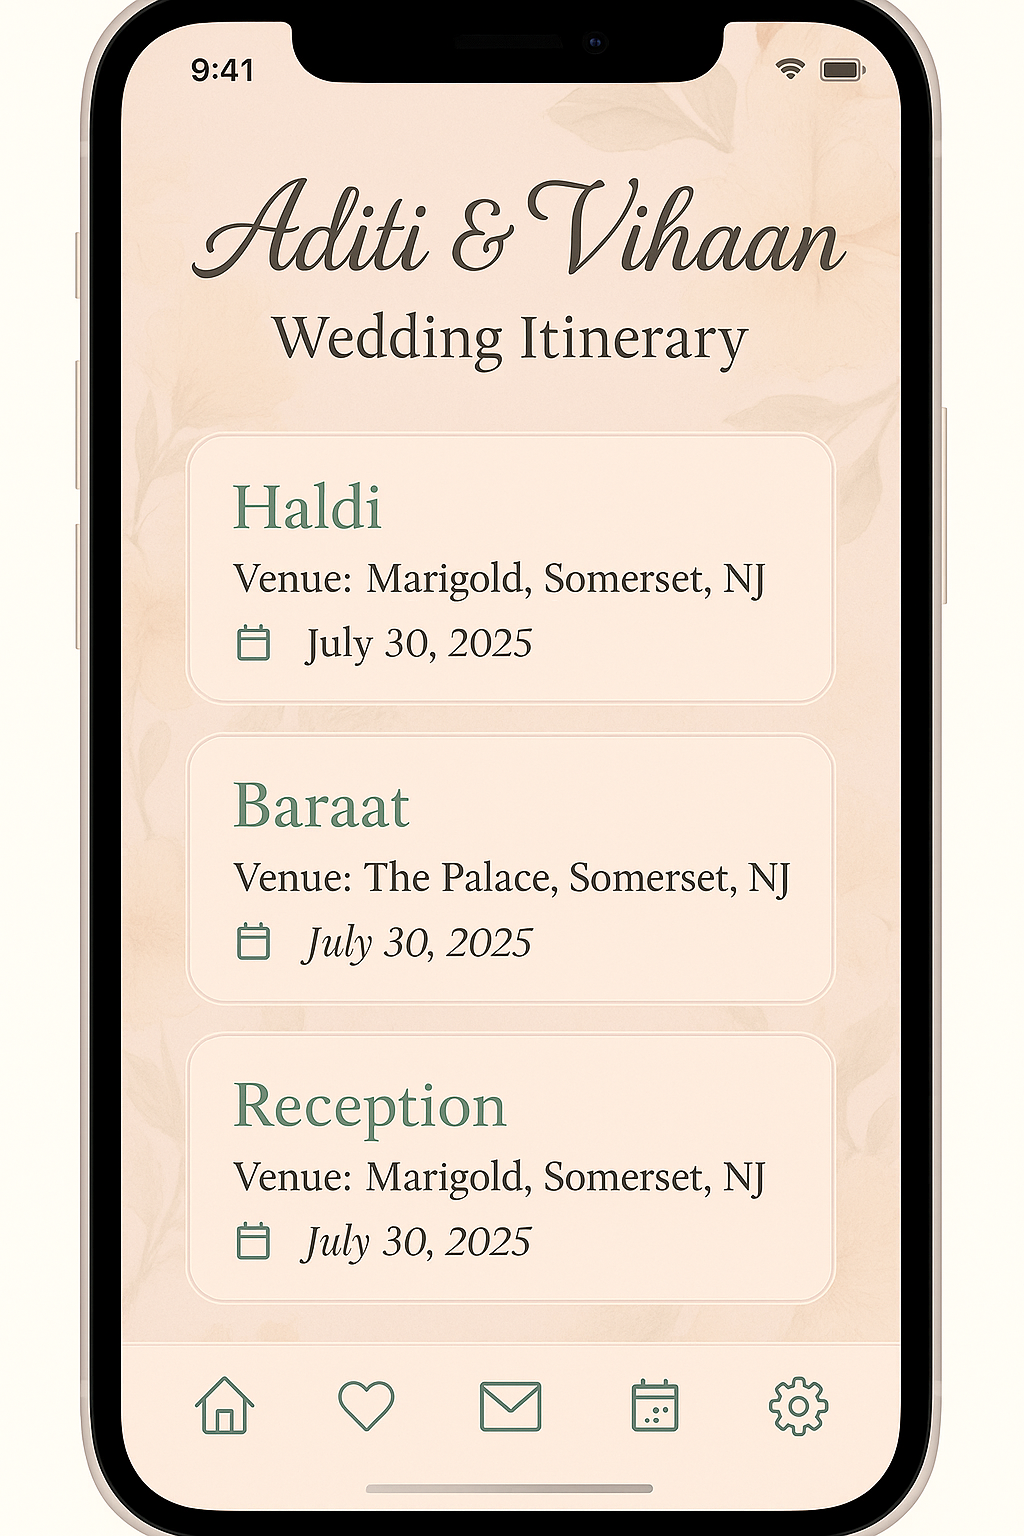 9:41
Aditi & Vihaan
Wedding Itinerary
Haldi
Venue: Marigold, Somerset, NJ
July 30, 2025
Baraat
Venue: The Palace, Somerset, NJ
July 30, 2025
Reception
Venue: Marigold, Somerset, NJ
July 30, 2025